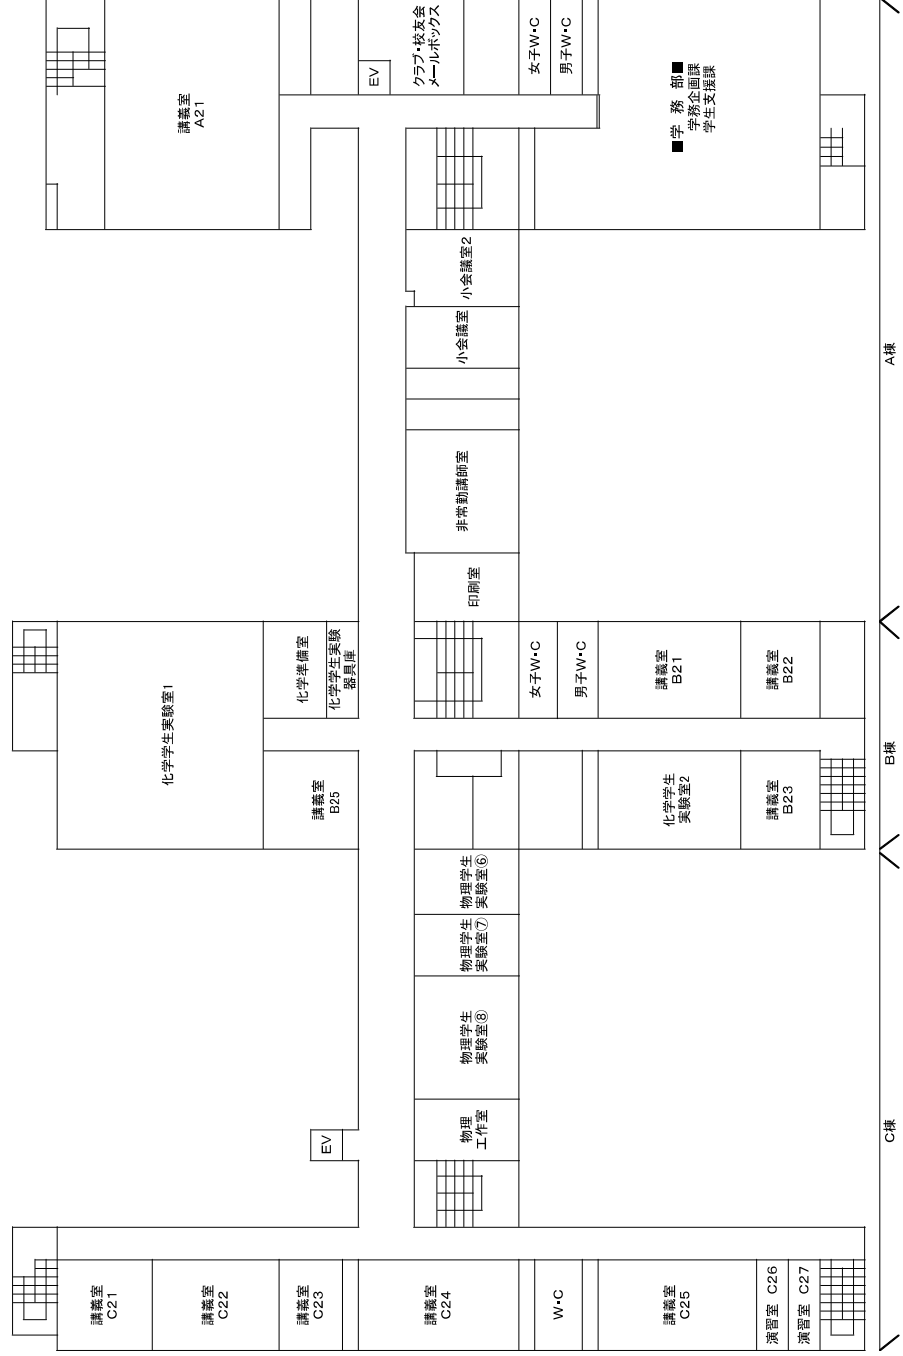 講義室
A21
EV
クラブ・校友会
メールボックス
女子W・C
男子W・C
■学 務 部■
学務企画課
学生支援課
小会議室2
小会議室
非常勤講師室
印刷室
A棟
化学学生実験室1
化学準備室
化学学生実験
器具庫
女子W・C
男子W・C
講義室
B21
講義室
B22
講義室
B25
化学学生
実験室2
講義室
B23
B棟
物理学生
実験室⑥
物理学生
実験室⑦
物理学生
実験室⑧
物理
工作室
EV
C棟
講義室
C21
講義室
C22
講義室
C23
講義室
C24
W・C
講義室
C25
演習室 C26
演習室 C27